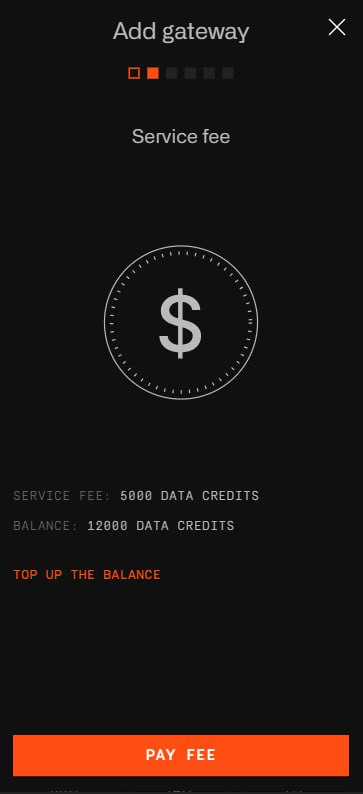 Add gateway
Service fee
$
SERVICE FEE: 5000 DATA CREDITS
BALANCE: 12000 DATA CREDITS
TOP UP THE BALANCE
PAY FEE